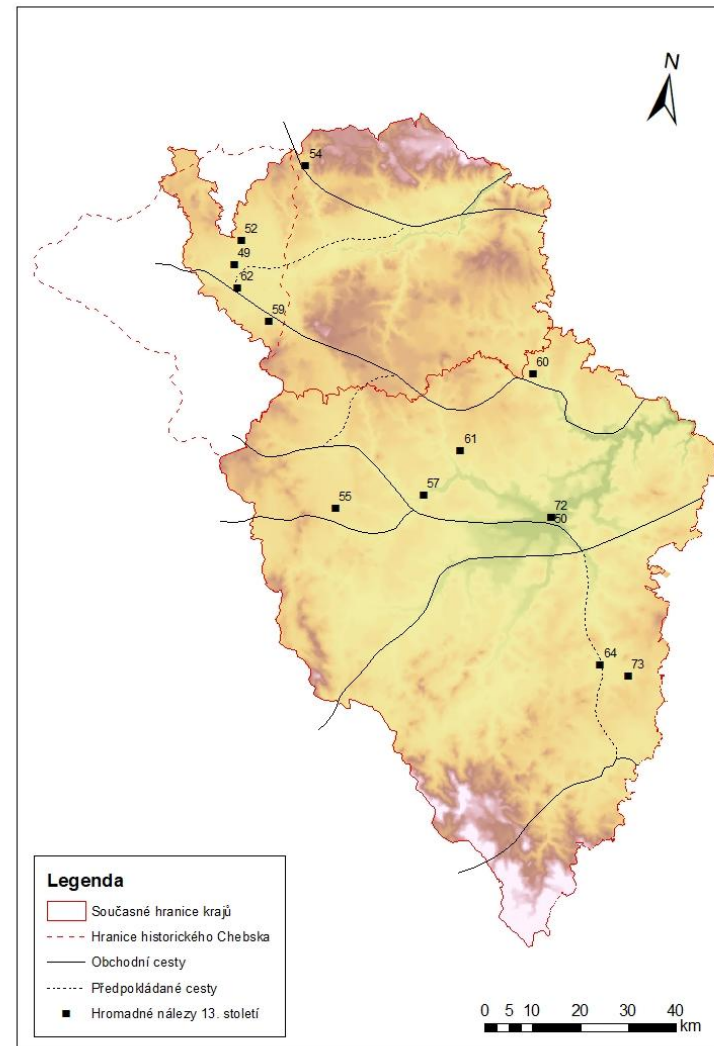 N
54
52
49
62
59
60
61
57
55
72
50
64
73
Legenda
Současné hranice krajů
Hranice historického Chebska
Obchodní cesty
Předpokládané cesty
Hromadné nálezy 13. století
0 5 10 20 30 40
km